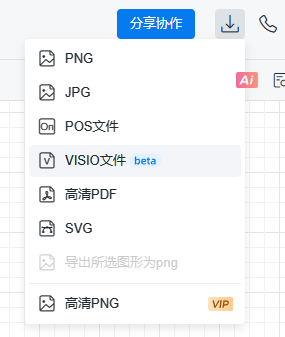 分享协作
Ai
PNG
JPG
On POS文件
V VISIO文件 beta
高清PDF
SVG
导出所选图形为png
高清PNG VIP